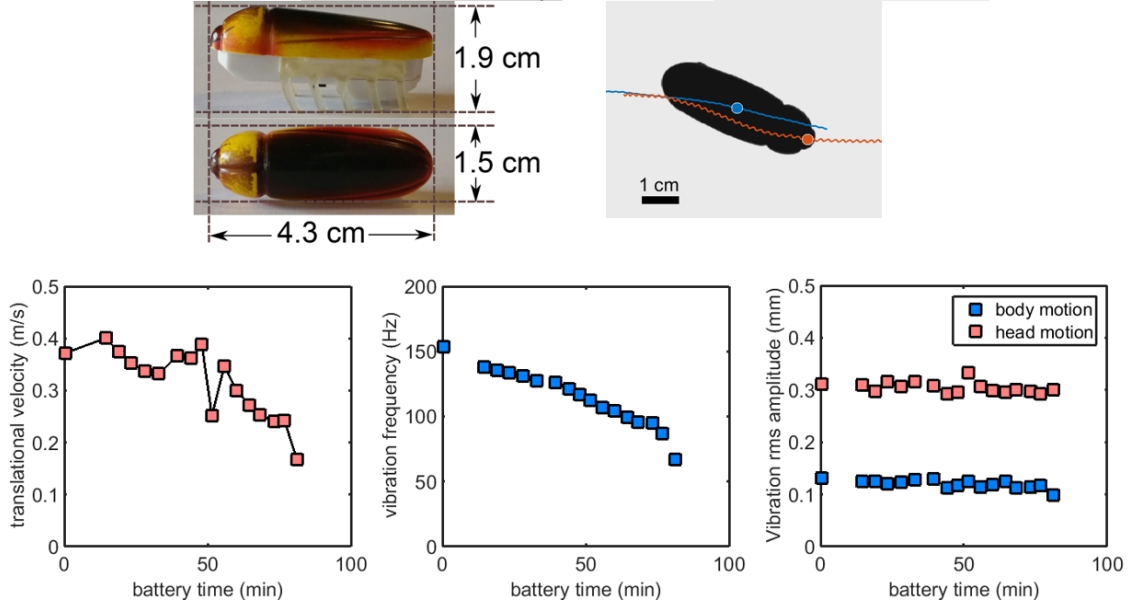 1.9 cm
1.5 cm
4.3 cm
1 cm
0.5
0.4
0.3
0.2
0.1
0
0 50 100
translational velocity (m/s)
battery time (min)
200
150
100
50
0
0 50 100
vibration frequency (Hz)
battery time (min)
0.5
0.4
0.3
0.2
0.1
0
0 50 100
Vibration rms amplitude (mm)
battery time (min)
body motion
head motion